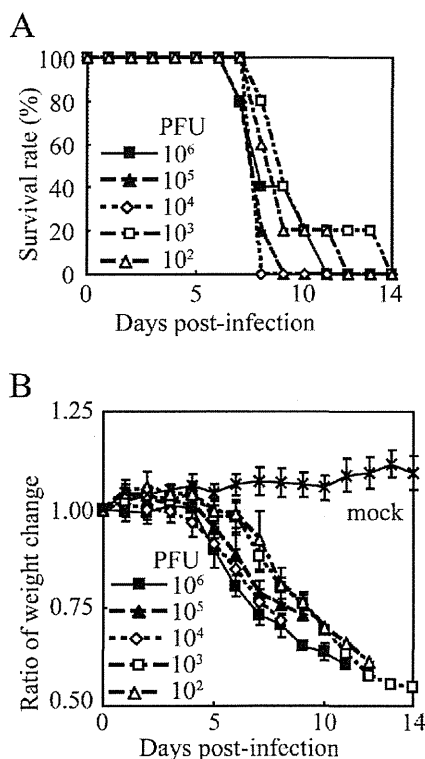 A
100
80
60
40
20
0
Survival rate (%)
PFU
10⁶
10⁵
10⁴
10³
10²
0 5 10 14
Days post-infection
B
1.25
1.00
0.75
0.50
Ratio of weight change
mock
PFU
10⁶
10⁵
10⁴
10³
10²
0 5 10 14
Days post-infection